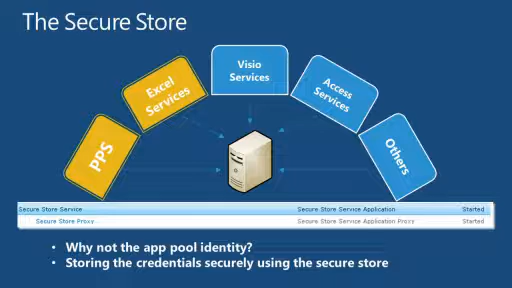 The Secure Store
Visio
Services
Excel
Services
Access
Services
PPS
Others
Secure Store Service Secure Store Service Application Started
Secure Store Proxy Secure Store Service Application Proxy Started
• Why not the app pool identity?
• Storing the credentials securely using the secure store